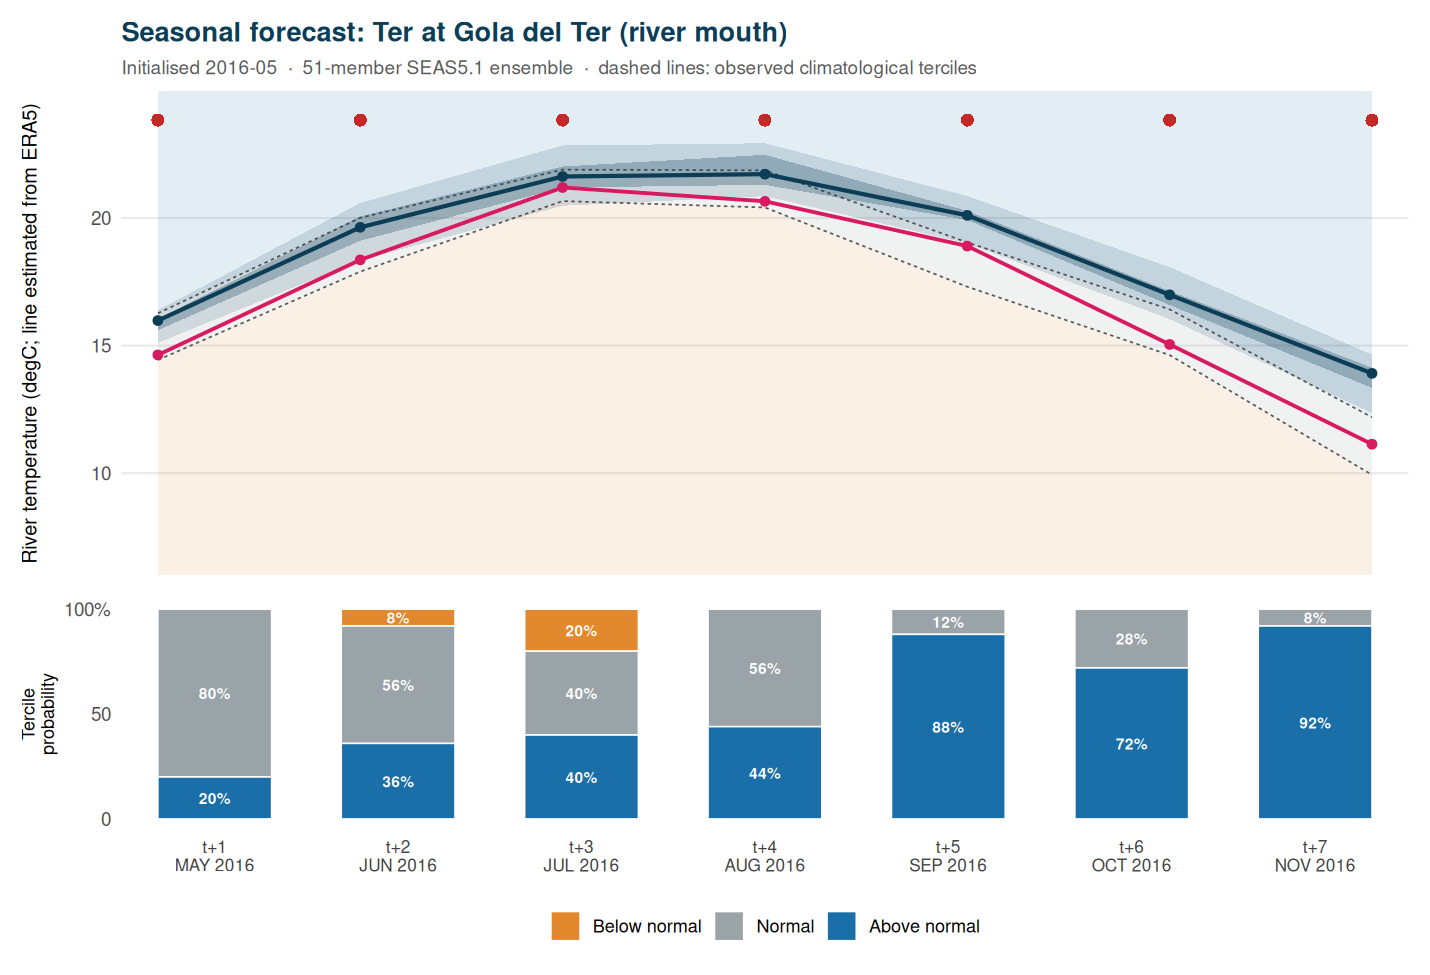 Seasonal forecast: Ter at Gola del Ter (river mouth)
Initialised 2016-05 · 51-member SEAS5.1 ensemble · dashed lines: observed climatological terciles
River temperature (degC; line estimated from ERA5)
20
15
10
Tercile
probability
100%
50
0
8%
20%
12%
8%
80%
56%
40%
56%
28%
20%
36%
40%
44%
88%
72%
92%
t+1
MAY 2016
t+2
JUN 2016
t+3
JUL 2016
t+4
AUG 2016
t+5
SEP 2016
t+6
OCT 2016
t+7
NOV 2016
Below normal
Normal
Above normal